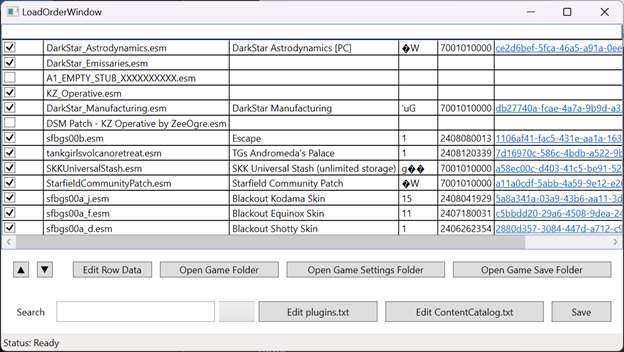 LoadOrderWindow
DarkStar_Astrodynamics.esm DarkStar Astrodynamics [PC] �W 7001010000 ce2d6bef-5fca-46a5-a91a-0ee
DarkStar_Emissaries.esm
A1_EMPTY_STUB_XXXXXXXXXX.esm
KZ_Operative.esm
DarkStar_Manufacturing.esm DarkStar Manufacturing 'uG 7001010000 db27740a-fcae-4a7a-9b9d-a3
DSM Patch - KZ Operative by ZeeOgre.esm
sfbgs00b.esm Escape 1 2408080013 1106af41-fac5-431e-aa1a-163
tankgirlsvolcanoretreat.esm TGs Andromeda's Palace 1 2408120339 7d16970c-586c-4bdb-a522-9b
SKKUniversalStash.esm SKK Universal Stash (unlimited storage) g�� 7001010000 a58ec00c-d403-41c5-be91-52
StarfieldCommunityPatch.esm Starfield Community Patch �W 7001010000 a11a0cdf-5abb-4a59-9e12-e2
sfbgs00a_j.esm Blackout Kodama Skin 15 2408041929 5a8a341a-03a9-43b6-aa11-3d
sfbgs00a_f.esm Blackout Equinox Skin 11 2407180031 c5bbdd20-29a6-4508-9dea-24
sfbgs00a_d.esm Blackout Shotty Skin 1 2406262354 2880d357-3084-447d-a712-c9
Edit Row Data Open Game Folder Open Game Settings Folder Open Game Save Folder
Search Edit plugins.txt Edit ContentCatalog.txt Save
Status: Ready